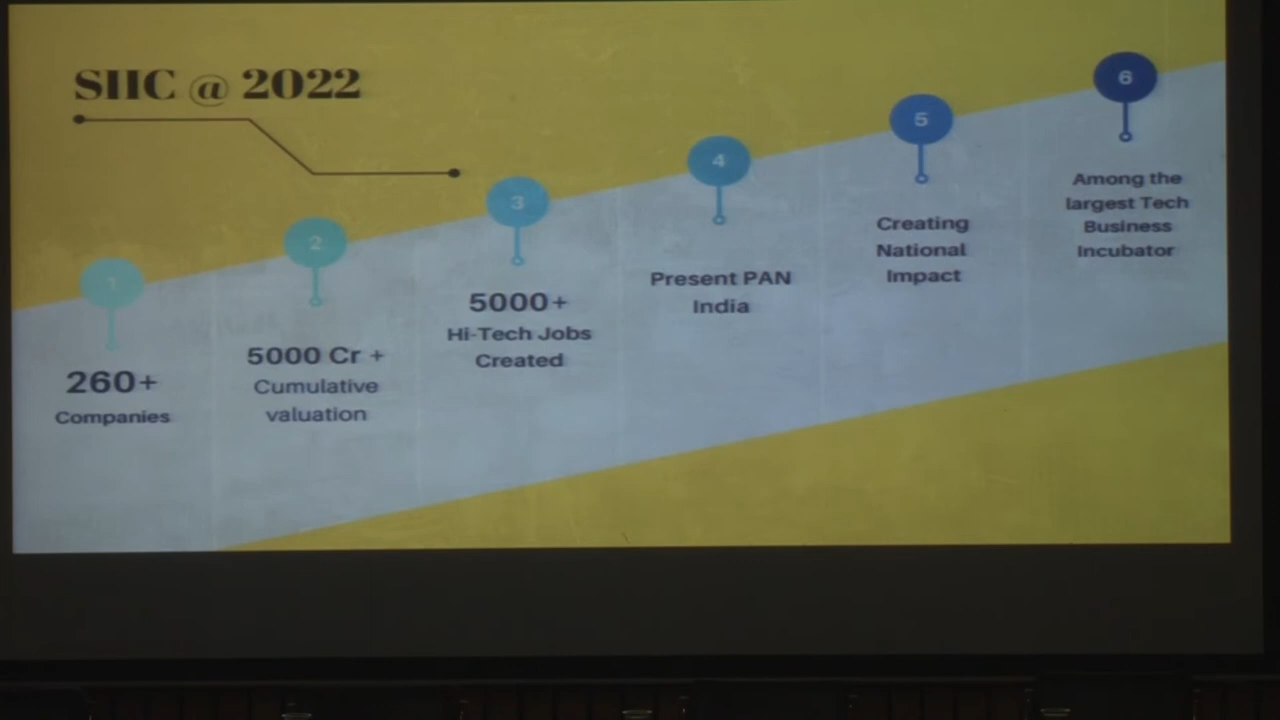 SIIC @ 2022
1
260+
Companies
2
5000 Cr +
Cumulative
valuation
3
5000+
Hi-Tech Jobs
Created
4
Present PAN
India
5
Creating
National
Impact
6
Among the
largest Tech
Business
Incubator